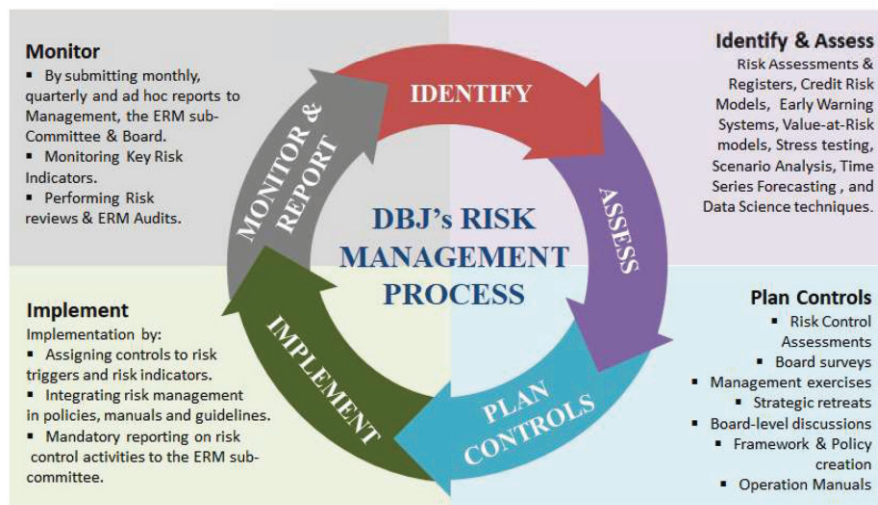 Monitor
▪ By submitting monthly,
quarterly and ad hoc reports to
Management, the ERM sub-
Committee & Board.
▪ Monitoring Key Risk
Indicators.
▪ Performing Risk
reviews & ERM Audits.
IDENTIFY
Identify & Assess
Risk Assessments &
Registers, Credit Risk
Models, Early Warning
Systems, Value-at-Risk
models, Stress testing,
Scenario Analysis, Time
Series Forecasting , and
Data Science techniques.
MONITOR &
REPORT
ASSESS
DBJ's RISK
MANAGEMENT
PROCESS
Implement
Implementation by:
▪ Assigning controls to risk
triggers and risk indicators.
▪ Integrating risk management
in policies, manuals and guidelines.
▪ Mandatory reporting on risk
control activities to the ERM sub-
committee.
IMPLEMENT
PLAN
CONTROLS
Plan Controls
▪ Risk Control
Assessments
▪ Board surveys
▪ Management exercises
▪ Strategic retreats
▪ Board-level discussions
▪ Framework & Policy
creation
▪ Operation Manuals